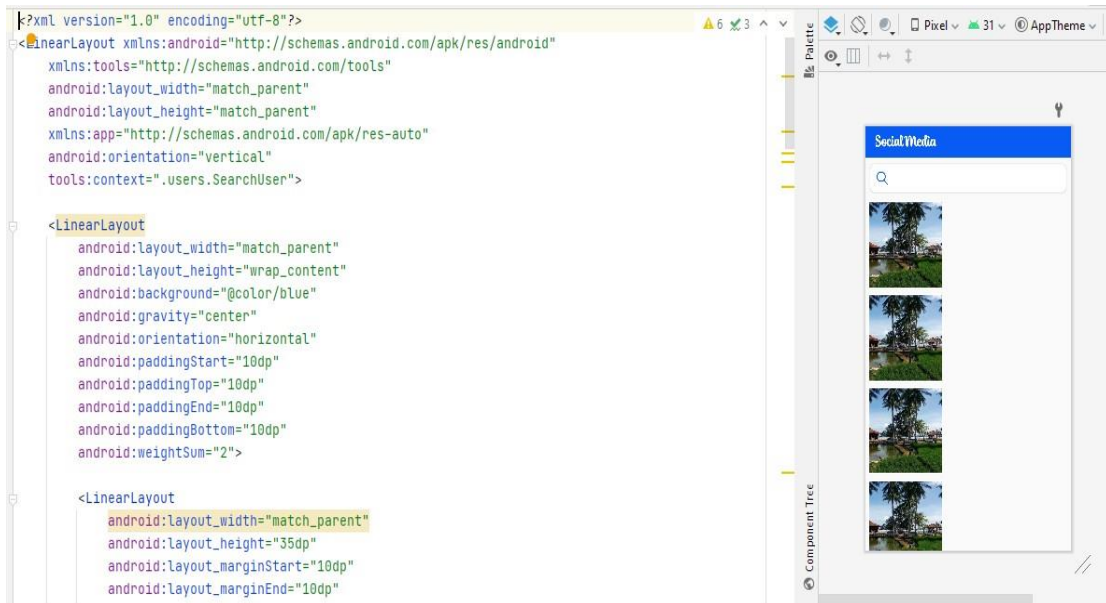 <?xml version="1.0" encoding="utf-8"?>
<LinearLayout xmlns:android="http://schemas.android.com/apk/res/android"
xmlns:tools="http://schemas.android.com/tools"
android:layout_width="match_parent"
android:layout_height="match_parent"
xmlns:app="http://schemas.android.com/apk/res-auto"
android:orientation="vertical"
tools:context=".users.SearchUser">
<LinearLayout
android:layout_width="match_parent"
android:layout_height="wrap_content"
android:background="@color/blue"
android:gravity="center"
android:orientation="horizontal"
android:paddingStart="10dp"
android:paddingTop="10dp"
android:paddingEnd="10dp"
android:paddingBottom="10dp"
android:weightSum="2">
<LinearLayout
android:layout_width="match_parent"
android:layout_height="35dp"
android:layout_marginStart="10dp"
android:layout_marginEnd="10dp"
6 3
Palette
Component Tree
Pixel 31 AppTheme
Social Media